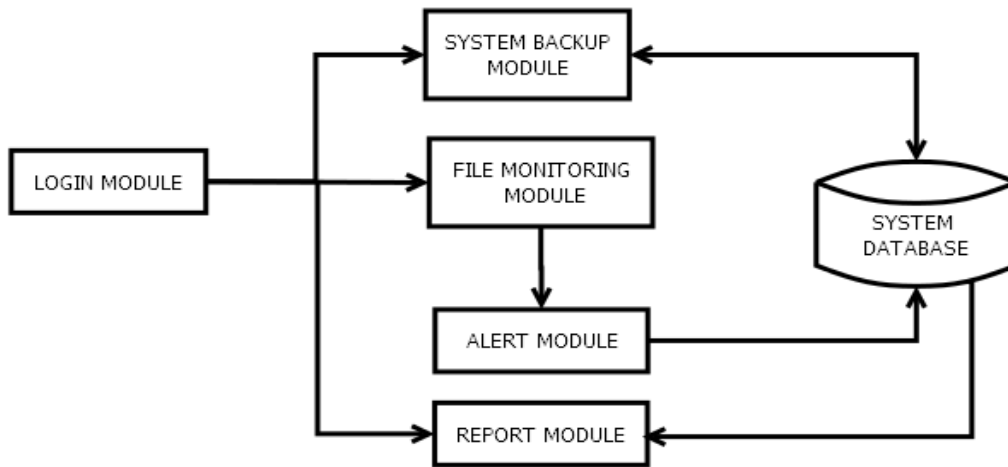 SYSTEM BACKUP
MODULE
LOGIN MODULE
FILE MONITORING
MODULE
SYSTEM
DATABASE
ALERT MODULE
REPORT MODULE